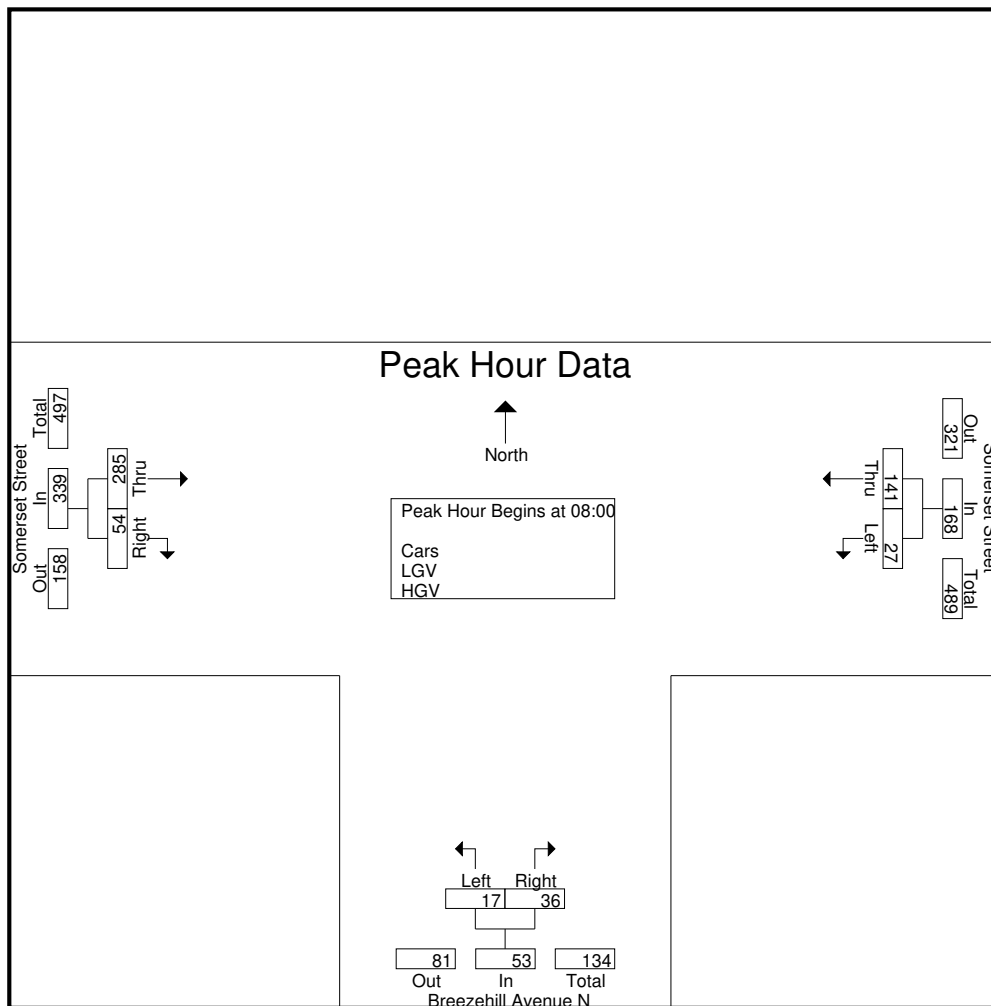 Peak Hour Data
North
Peak Hour Begins at 08:00
Cars
LGV
HGV
Somerset Street
Total
497
In
339
Out
158
285
Thru
54
Right
Somerset Street
Out
321
In
168
Total
489
Thru
141
Left
27
Left
Right
17
36
81
53
134
Out
In
Total
Breezehill Avenue N